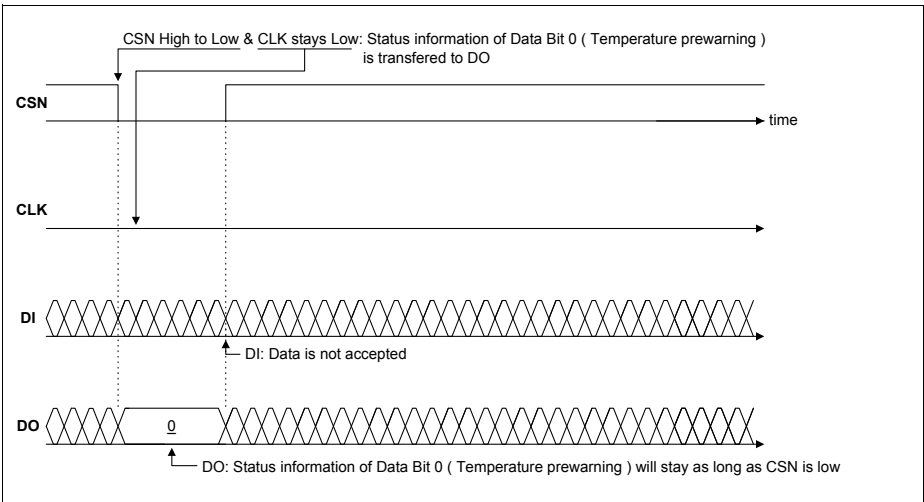 CSN High to Low & CLK stays Low: Status information of Data Bit 0 ( Temperature prewarning )
is transfered to DO
CSN
time
CLK
DI
DI: Data is not accepted
DO
0
DO: Status information of Data Bit 0 ( Temperature prewarning ) will stay as long as CSN is low